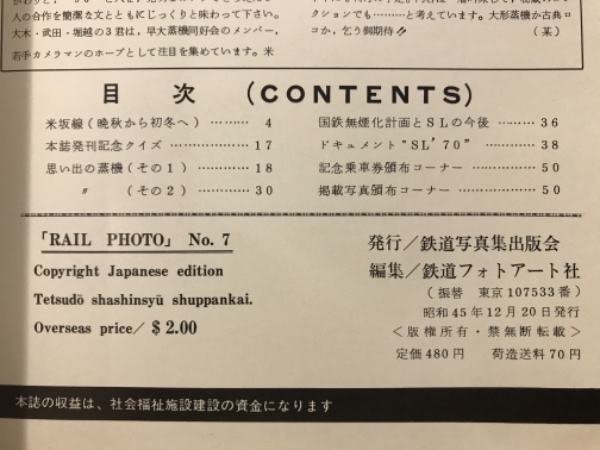 人の合作を簡潔な文とともにじっくりと味わって下さい。
大木・武田・堀越の3君は、早大蒸機同好会のメンバー，
若手カメラマンのホープとして注目を集めています。米
クションでも………と考えています。大形蒸機か古典ロ
コか，乞う御期待!!
（某）
目 次 (CONTENTS)
米坂線(晩秋から初冬へ) ……… 4
本誌発刊記念クイズ ……………… 17
思い出の蒸機(その1) …………… 18
〃 (その2) …………… 30
国鉄無煙化計画とSLの今後 ……… 36
ドキュメント“SL'70” …………… 38
記念乗車券頒布コーナー ………… 50
掲載写真頒布コーナー …………… 50
「RAIL PHOTO」 No. 7
Copyright Japanese edition
Tetsudō shashinsyū shuppankai.
Overseas price/ $ 2.00
発行/鉄道写真集出版会
編集/鉄道フォトアート社
(振替 東京107533番)
昭和45年12月20日発行
<版権所有・禁無断転載>
定価480円 荷造送料70円
本誌の収益は、社会福祉施設建設の資金になります